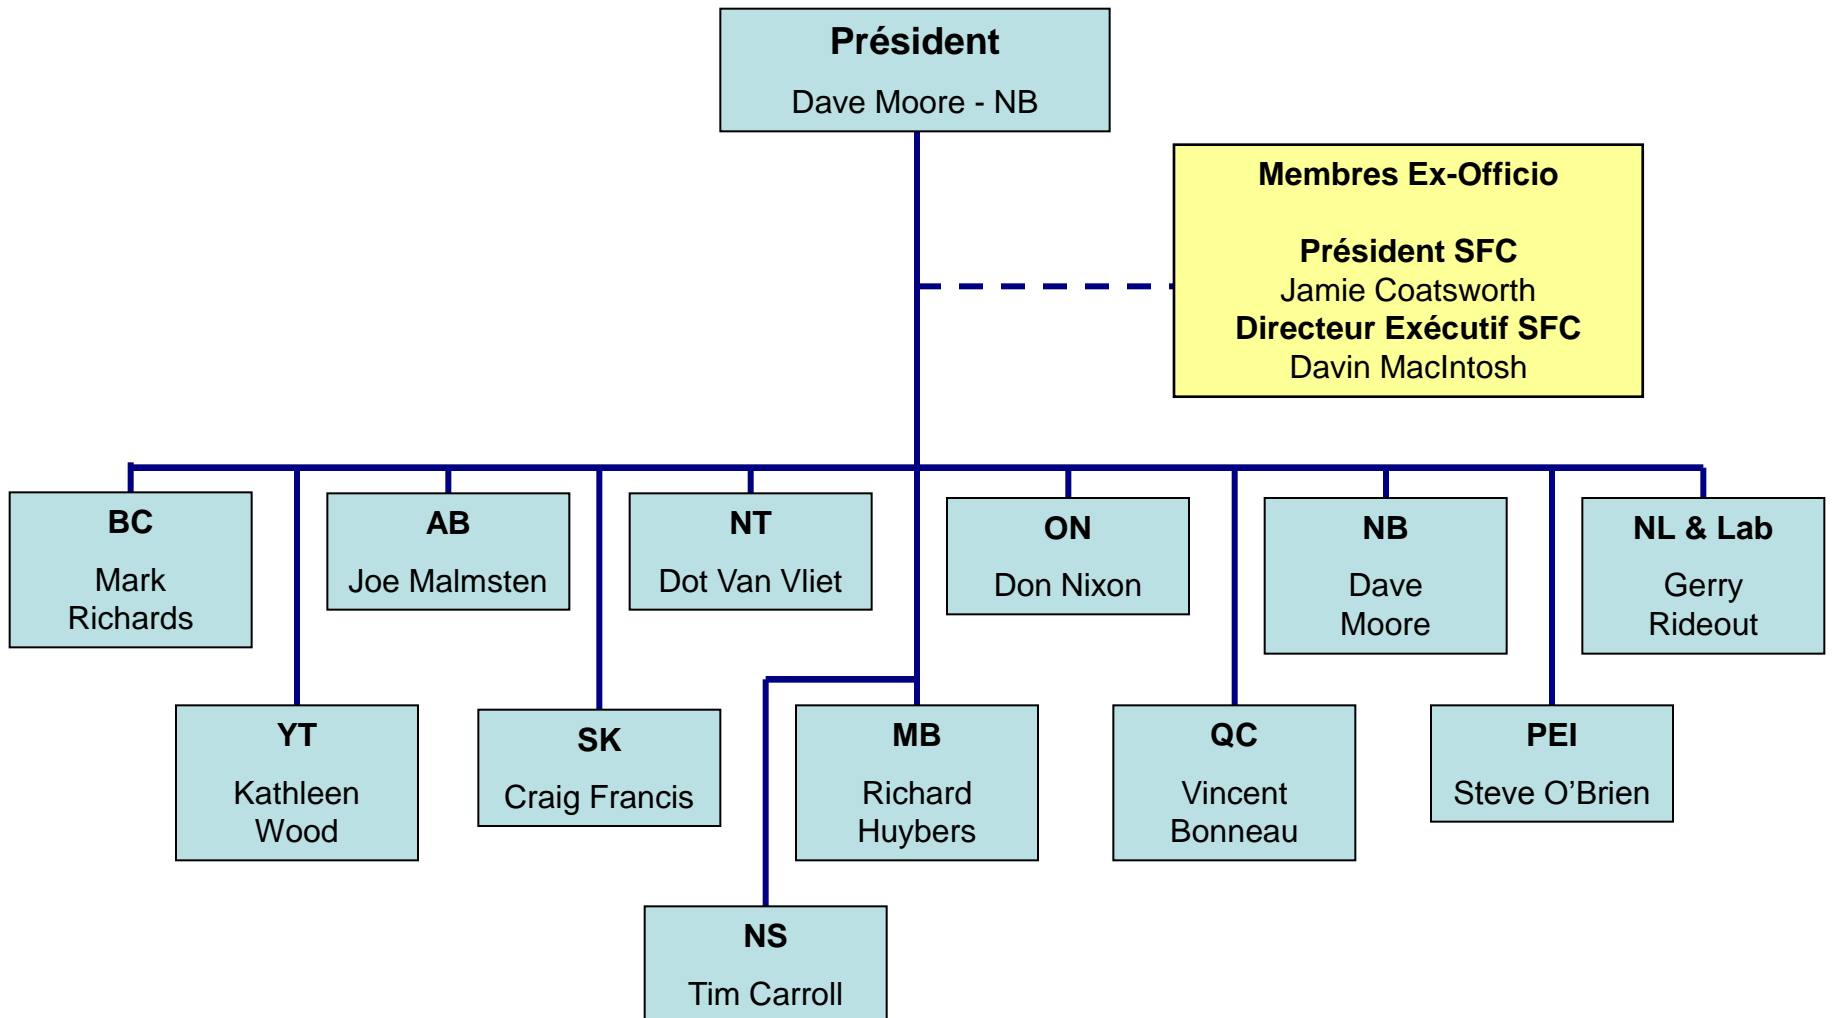 Président
Dave Moore - NB
Membres Ex-Officio
Président SFC
Jamie Coatsworth
Directeur Exécutif SFC
Davin MacIntosh
BC
Mark
Richards
AB
Joe Malmsten
NT
Dot Van Vliet
ON
Don Nixon
NB
Dave
Moore
NL & Lab
Gerry
Rideout
YT
Kathleen
Wood
SK
Craig Francis
MB
Richard
Huybers
QC
Vincent
Bonneau
PEI
Steve O’Brien
NS
Tim Carroll